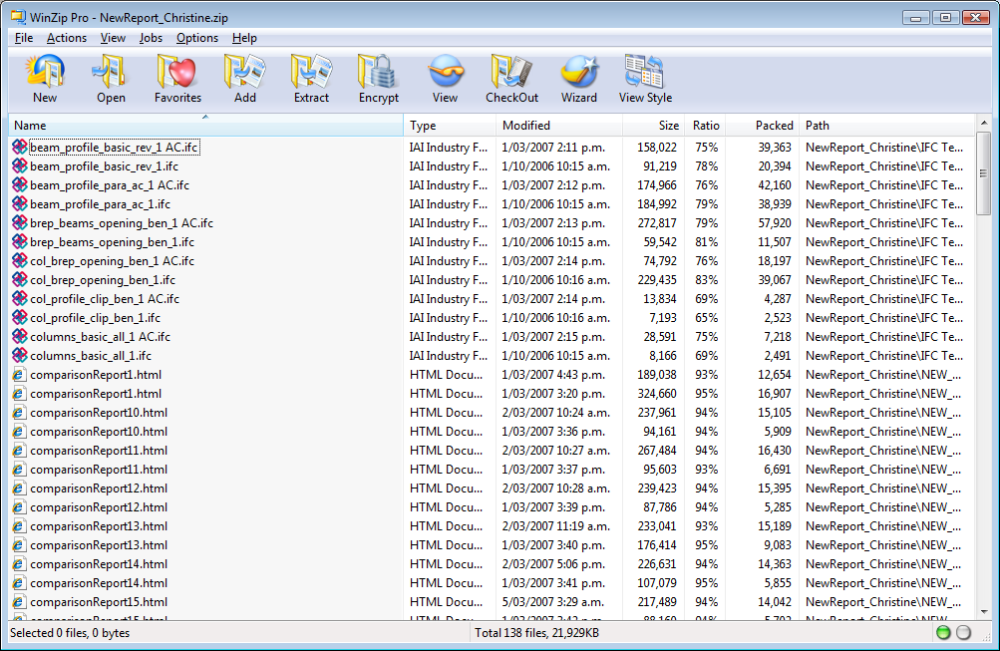 WinZip Pro - NewReport_Christine.zip
File Actions View Jobs Options Help
New Open Favorites Add Extract Encrypt View CheckOut Wizard View Style
Name Type Modified Size Ratio Packed Path
beam_profile_basic_rev_1 AC.ifc IAI Industry F... 1/03/2007 2:11 p.m. 158,022 75% 39,363 NewReport_Christine\IFC Te...
beam_profile_basic_rev_1.ifc IAI Industry F... 1/10/2006 10:15 a.m. 91,219 78% 20,394 NewReport_Christine\IFC Te...
beam_profile_para_ac_1 AC.ifc IAI Industry F... 1/03/2007 2:12 p.m. 174,966 76% 42,160 NewReport_Christine\IFC Te...
beam_profile_para_ac_1.ifc IAI Industry F... 1/10/2006 10:15 a.m. 184,992 79% 38,939 NewReport_Christine\IFC Te...
brep_beams_opening_ben_1 AC.ifc IAI Industry F... 1/03/2007 2:13 p.m. 272,817 79% 57,920 NewReport_Christine\IFC Te...
brep_beams_opening_ben_1.ifc IAI Industry F... 1/10/2006 10:15 a.m. 59,542 81% 11,507 NewReport_Christine\IFC Te...
col_brep_opening_ben_1 AC.ifc IAI Industry F... 1/03/2007 2:14 p.m. 74,792 76% 18,197 NewReport_Christine\IFC Te...
col_brep_opening_ben_1.ifc IAI Industry F... 1/10/2006 10:16 a.m. 229,435 83% 39,067 NewReport_Christine\IFC Te...
col_profile_clip_ben_1 AC.ifc IAI Industry F... 1/03/2007 2:14 p.m. 13,834 69% 4,287 NewReport_Christine\IFC Te...
col_profile_clip_ben_1.ifc IAI Industry F... 1/10/2006 10:16 a.m. 7,193 65% 2,523 NewReport_Christine\IFC Te...
columns_basic_all_1 AC.ifc IAI Industry F... 1/03/2007 2:15 p.m. 28,591 75% 7,218 NewReport_Christine\IFC Te...
columns_basic_all_1.ifc IAI Industry F... 1/10/2006 10:15 a.m. 8,166 69% 2,491 NewReport_Christine\IFC Te...
comparisonReport1.html HTML Docu... 1/03/2007 4:43 p.m. 189,038 93% 12,654 NewReport_Christine\NEW_...
comparisonReport1.html HTML Docu... 1/03/2007 3:20 p.m. 324,660 95% 16,907 NewReport_Christine\NEW_...
comparisonReport10.html HTML Docu... 2/03/2007 10:24 a.m. 237,961 94% 15,105 NewReport_Christine\NEW_...
comparisonReport10.html HTML Docu... 1/03/2007 3:36 p.m. 94,161 94% 5,909 NewReport_Christine\NEW_...
comparisonReport11.html HTML Docu... 2/03/2007 10:27 a.m. 267,484 94% 16,430 NewReport_Christine\NEW_...
comparisonReport11.html HTML Docu... 1/03/2007 3:37 p.m. 95,603 93% 6,691 NewReport_Christine\NEW_...
comparisonReport12.html HTML Docu... 2/03/2007 10:28 a.m. 239,423 94% 15,395 NewReport_Christine\NEW_...
comparisonReport12.html HTML Docu... 1/03/2007 3:39 p.m. 87,786 94% 5,285 NewReport_Christine\NEW_...
comparisonReport13.html HTML Docu... 2/03/2007 11:19 a.m. 233,041 93% 15,189 NewReport_Christine\NEW_...
comparisonReport13.html HTML Docu... 1/03/2007 3:40 p.m. 176,414 95% 9,083 NewReport_Christine\NEW_...
comparisonReport14.html HTML Docu... 2/03/2007 5:06 p.m. 226,631 94% 14,363 NewReport_Christine\NEW_...
comparisonReport14.html HTML Docu... 1/03/2007 3:41 p.m. 107,079 95% 5,855 NewReport_Christine\NEW_...
comparisonReport15.html HTML Docu... 5/03/2007 3:29 a.m. 217,489 94% 14,042 NewReport_Christine\NEW_...
Selected 0 files, 0 bytes Total 138 files, 21,929KB